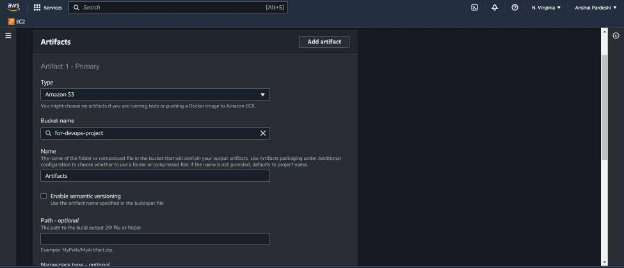 aws
Services
Search
[Alt+S]
N. Virginia
Anshul Pardeshi
EC2
Artifacts
Add artifact
Artifact 1 - Primary
Type
Amazon S3
You might choose no artifacts if you are running tests or pushing a Docker image to Amazon ECR.
Bucket name
for-devops-project
Name
The name of the folder or compressed file in the bucket that will contain your output artifacts. Use Artifacts packaging under Additional
configuration to choose whether to use a folder or compressed file. If the name is not provided, defaults to project name.
Artifacts
Enable semantic versioning
Use the artifact name specified in the buildspec file
Path - optional
The path to the build output ZIP file or folder.
Example: MyPath/MyArtifact.zip.
Namespace type - optional